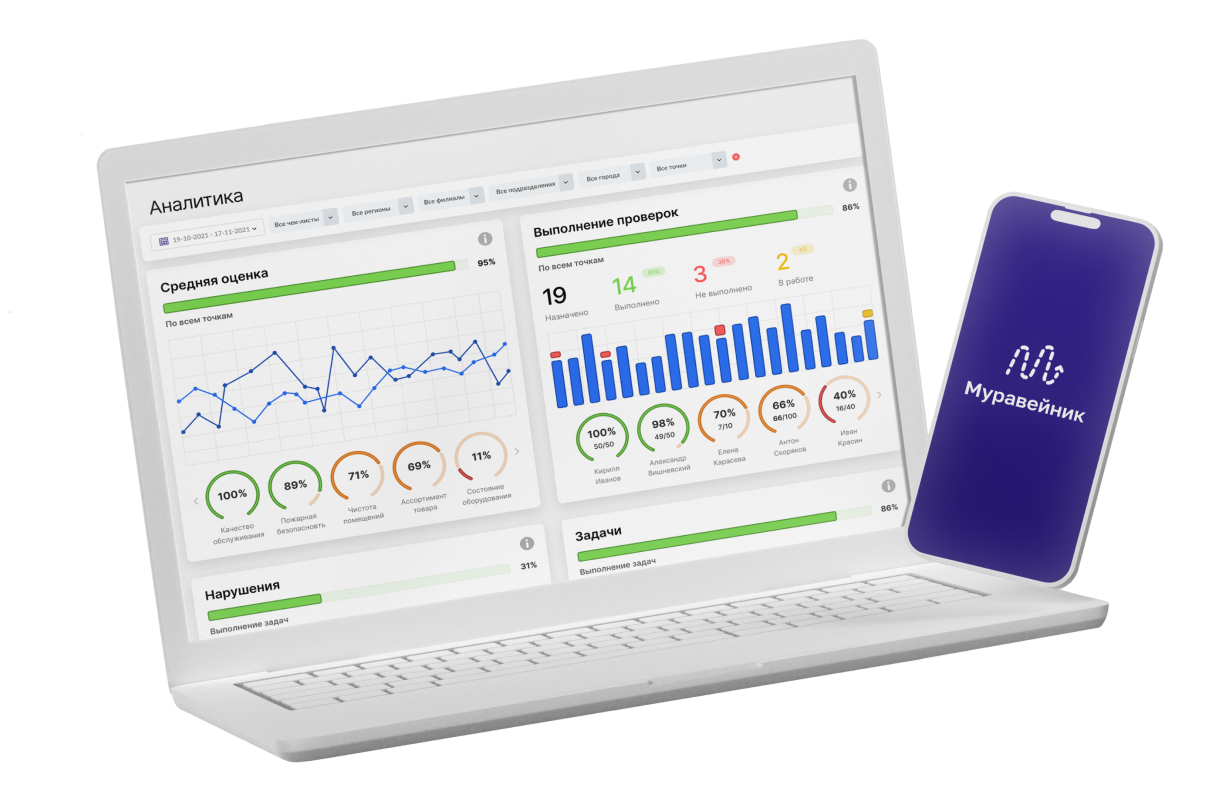 Аналитика
19-10-2021 - 17-11-2021
Все чек-листы
Все регионы
Все филиалы
Все подразделения
Все города
Все точки
Средняя оценка
95%
По всем точкам
100%
Качество
обслуживания
89%
Пожарная
безопасновть
71%
Чистота
помещений
69%
Ассортимент
товара
11%
Состояние
оборудования
Выполнение проверок
86%
По всем точкам
19
Назначено
14
60%
Выполнено
3
36%
Не выполнено
2
4%
В работе
100%
50/50
Кирилл
Иванов
98%
49/50
Александр
Вишневский
70%
7/10
Елена
Карасева
66%
66/100
Антон
Скоряков
40%
16/40
Иван
Красин
Нарушения
31%
Выполнение задач
Задачи
86%
Выполнение задач
Муравейник